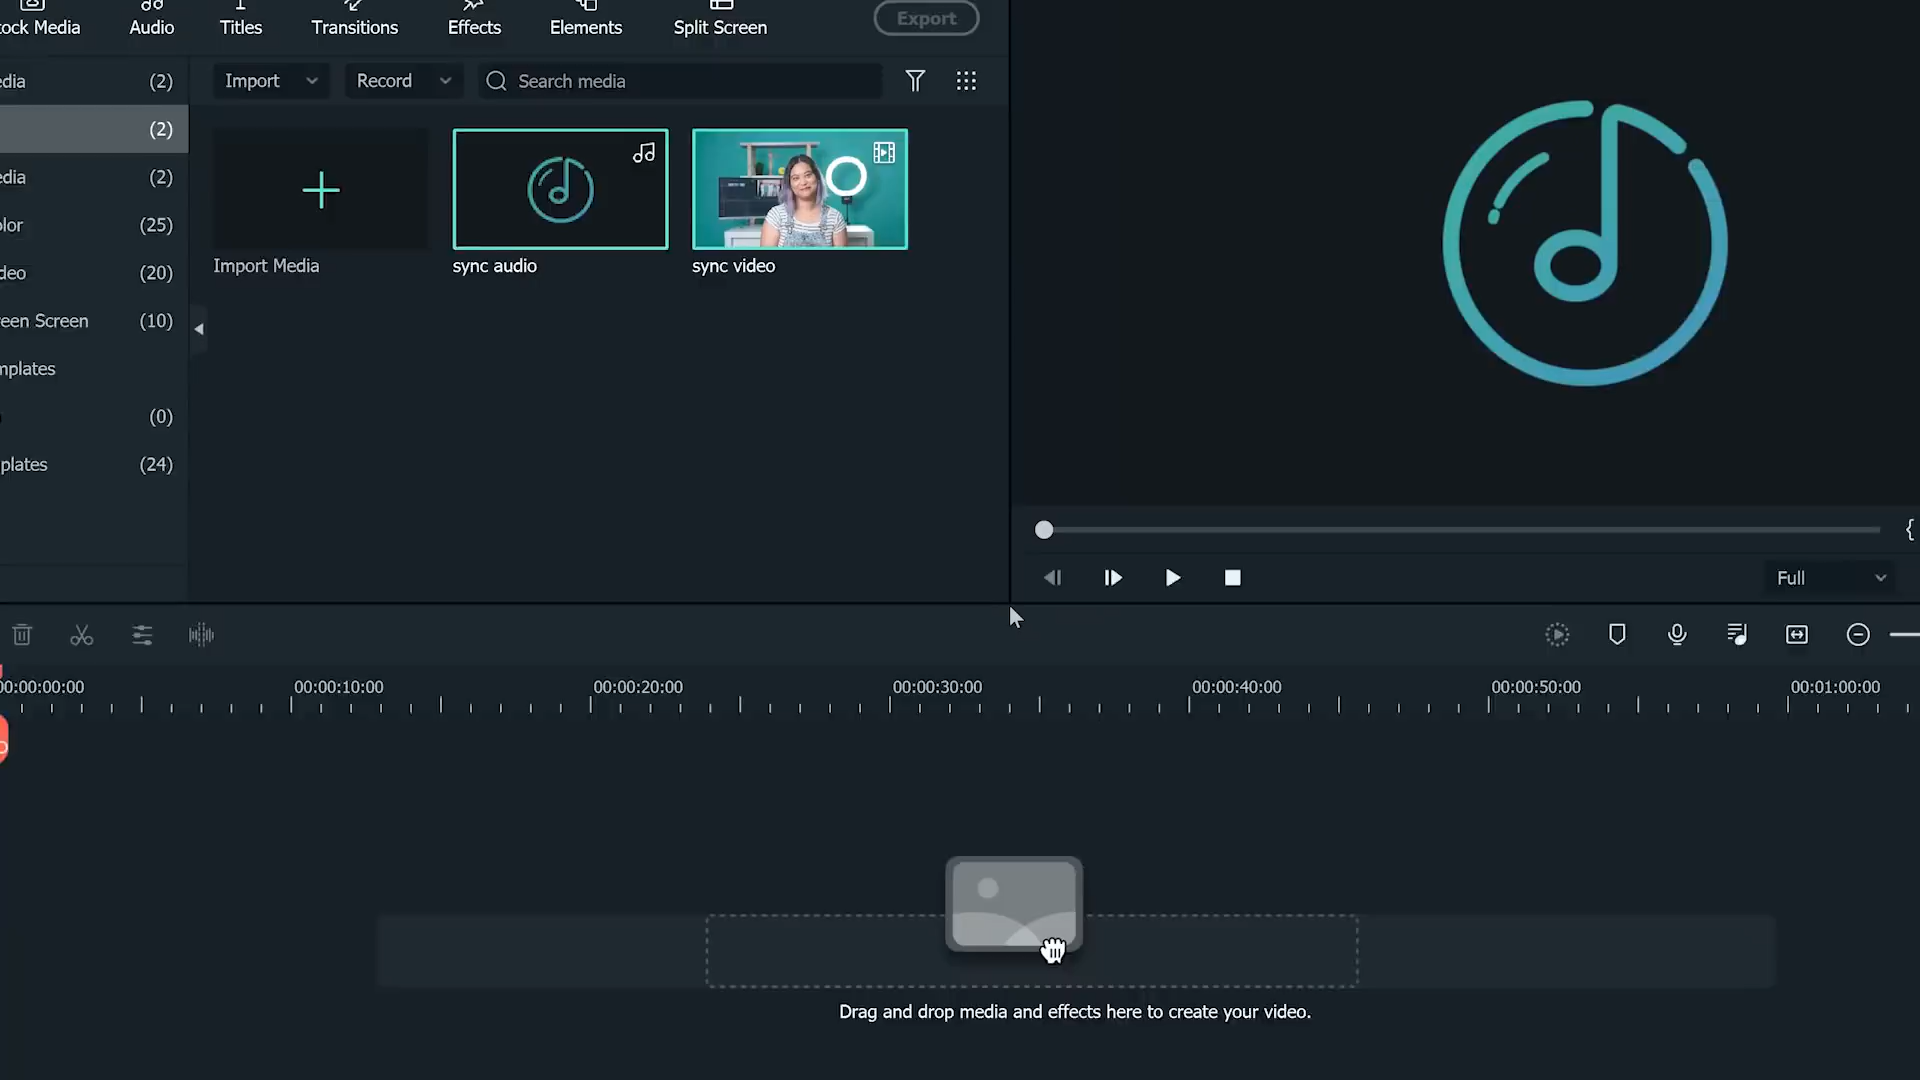 tock Media
Audio
Titles
Transitions
Effects
Elements
Split Screen
Export
edia (2)
Import
Record
Search media
(2)
edia (2)
olor (25)
deo (20)
reen Screen (10)
mplates
(0)
plates (24)
Import Media
sync audio
sync video
Full
00:00:00:00
00:00:10:00
00:00:20:00
00:00:30:00
00:00:40:00
00:00:50:00
00:01:00:00
Drag and drop media and effects here to create your video.